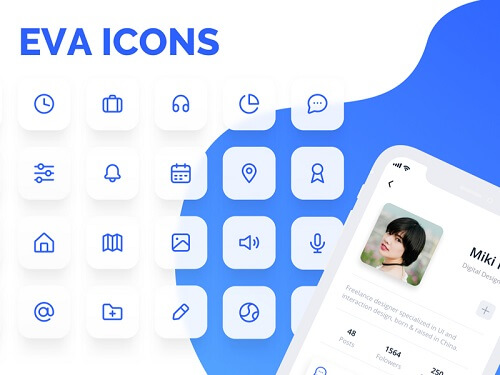 EVA ICONS
Miki
Digital Design
Freelance designer specialized in UI and
interaction design, born & raised in China.
48
Posts
1564
Followers
250